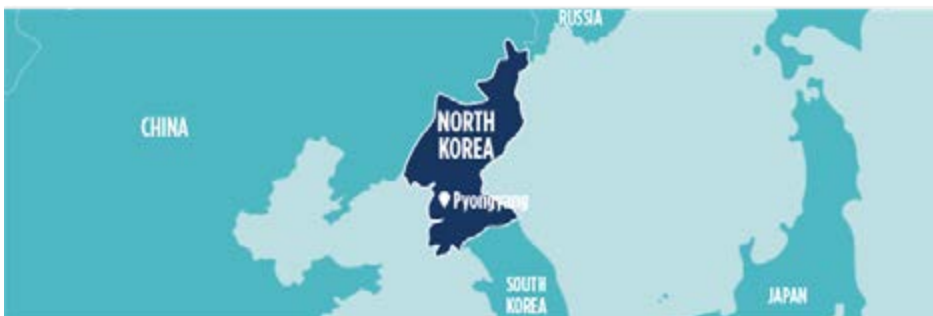 RUSSIA
CHINA
NORTH
KOREA
Pyongyang
SOUTH
KOREA
JAPAN